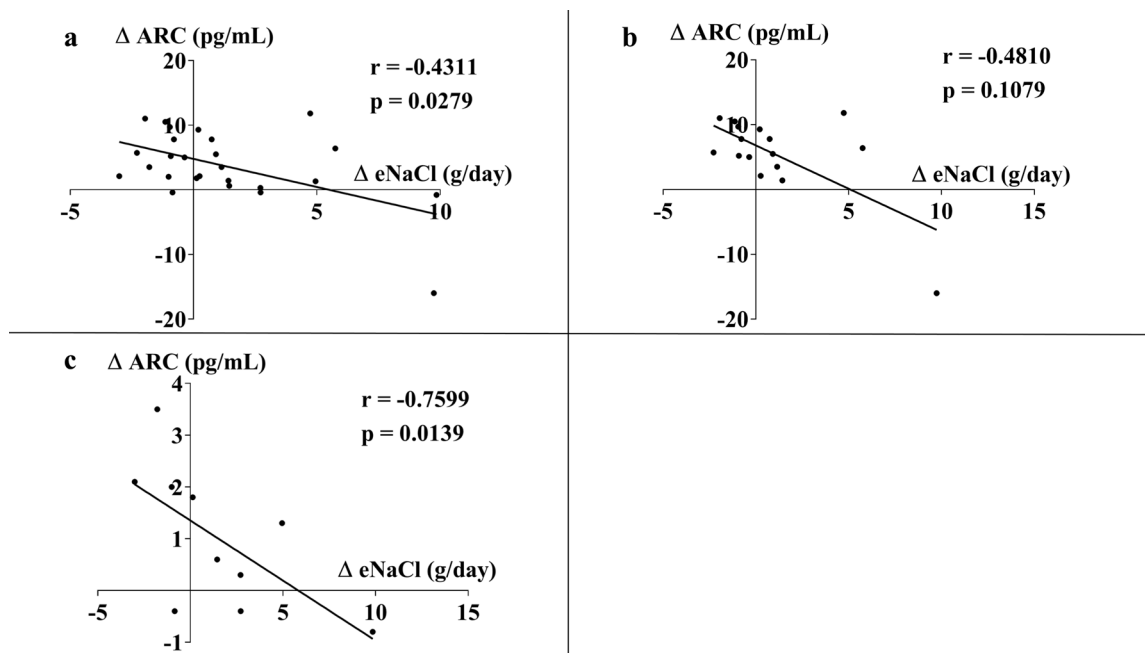 a
Δ ARC (pg/mL)
r = -0.4311
p = 0.0279
20
10
Δ eNaCl (g/day)
-5
5
10
-10
-20
b
Δ ARC (pg/mL)
r = -0.4810
p = 0.1079
20
10
Δ eNaCl (g/day)
-5
0
5
10
15
-10
-20
c
Δ ARC (pg/mL)
r = -0.7599
p = 0.0139
4
3
2
1
Δ eNaCl (g/day)
-5
0
5
10
15
-1